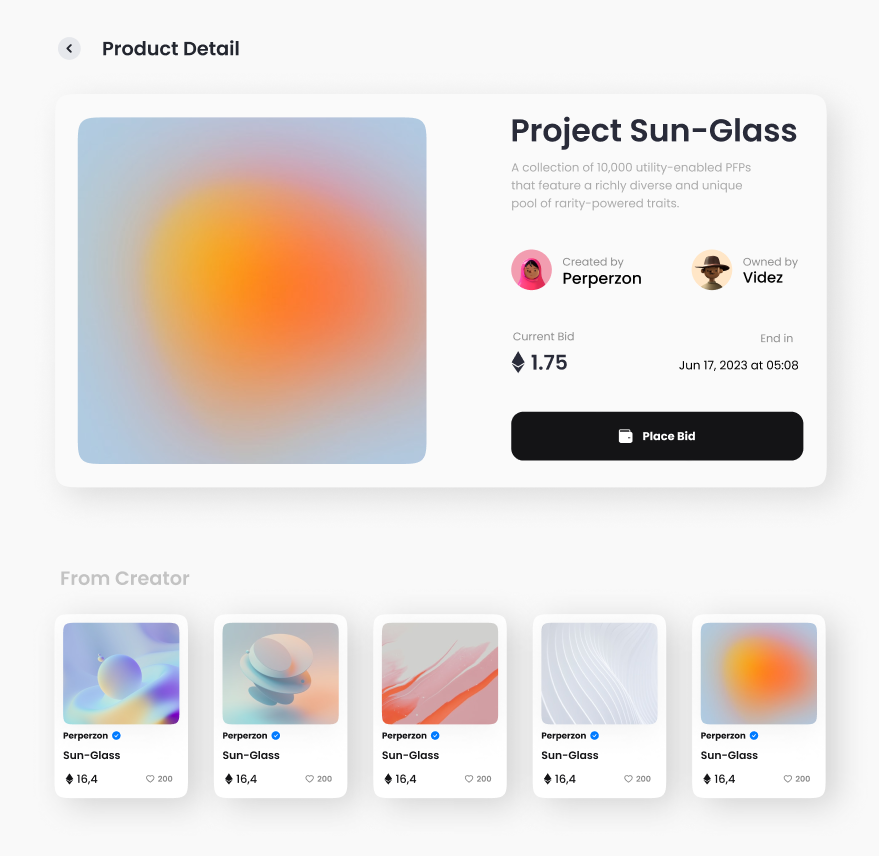 Product Detail
Project Sun-Glass
A collection of 10,000 utility-enabled PFPs
that feature a richly diverse and unique
pool of rarity-powered traits.
Created by
Perperzon
Owned by
Videz
Current Bid
1.75
End in
Jun 17, 2023 at 05:08
Place Bid
From Creator
Perperzon
Sun-Glass
16,4
200
Perperzon
Sun-Glass
16,4
200
Perperzon
Sun-Glass
16,4
200
Perperzon
Sun-Glass
16,4
200
Perperzon
Sun-Glass
16,4
200